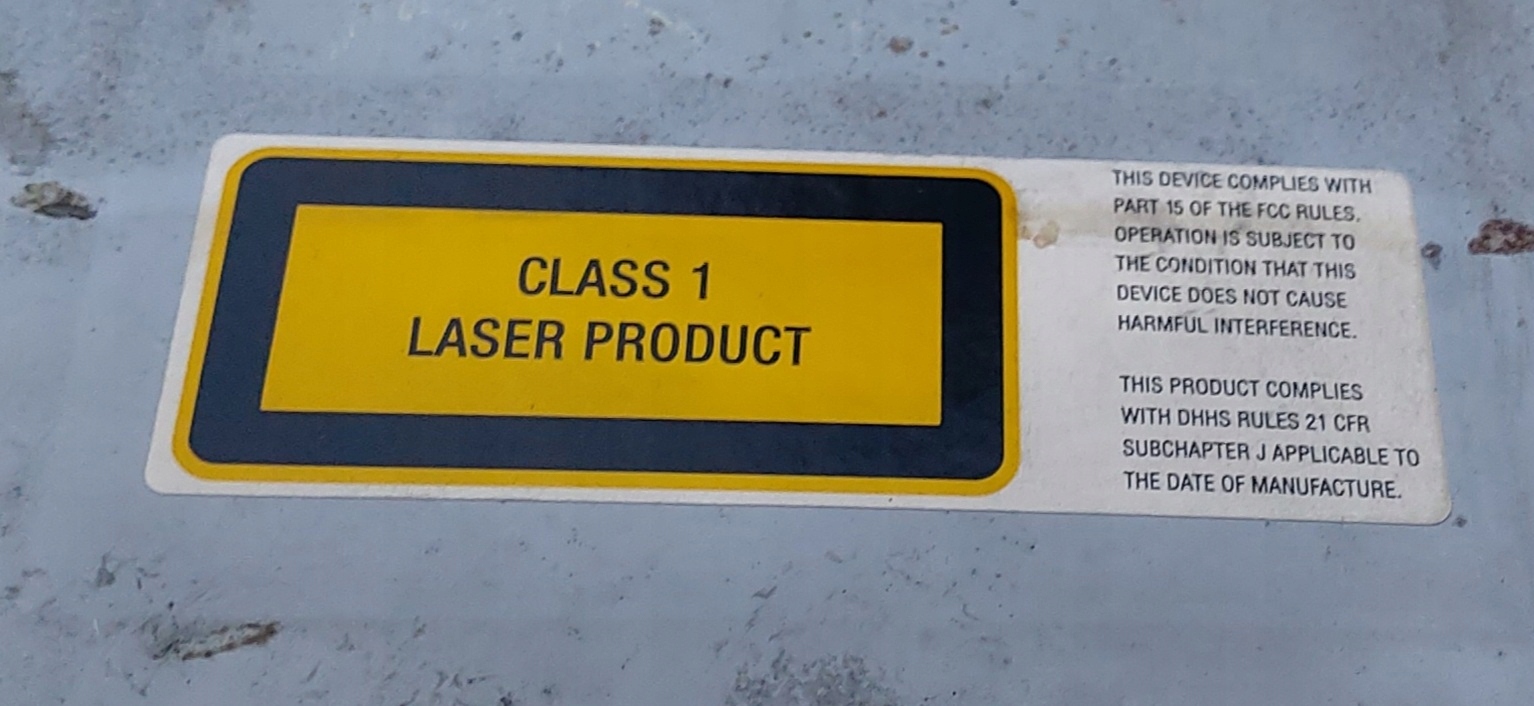 CLASS 1
LASER PRODUCT
THIS DEVICE COMPLIES WITH
PART 15 OF THE FCC RULES.
OPERATION IS SUBJECT TO
THE CONDITION THAT THIS
DEVICE DOES NOT CAUSE
HARMFUL INTERFERENCE.
THIS PRODUCT COMPLIES
WITH DHHS RULES 21 CFR
SUBCHAPTER J APPLICABLE TO
THE DATE OF MANUFACTURE.